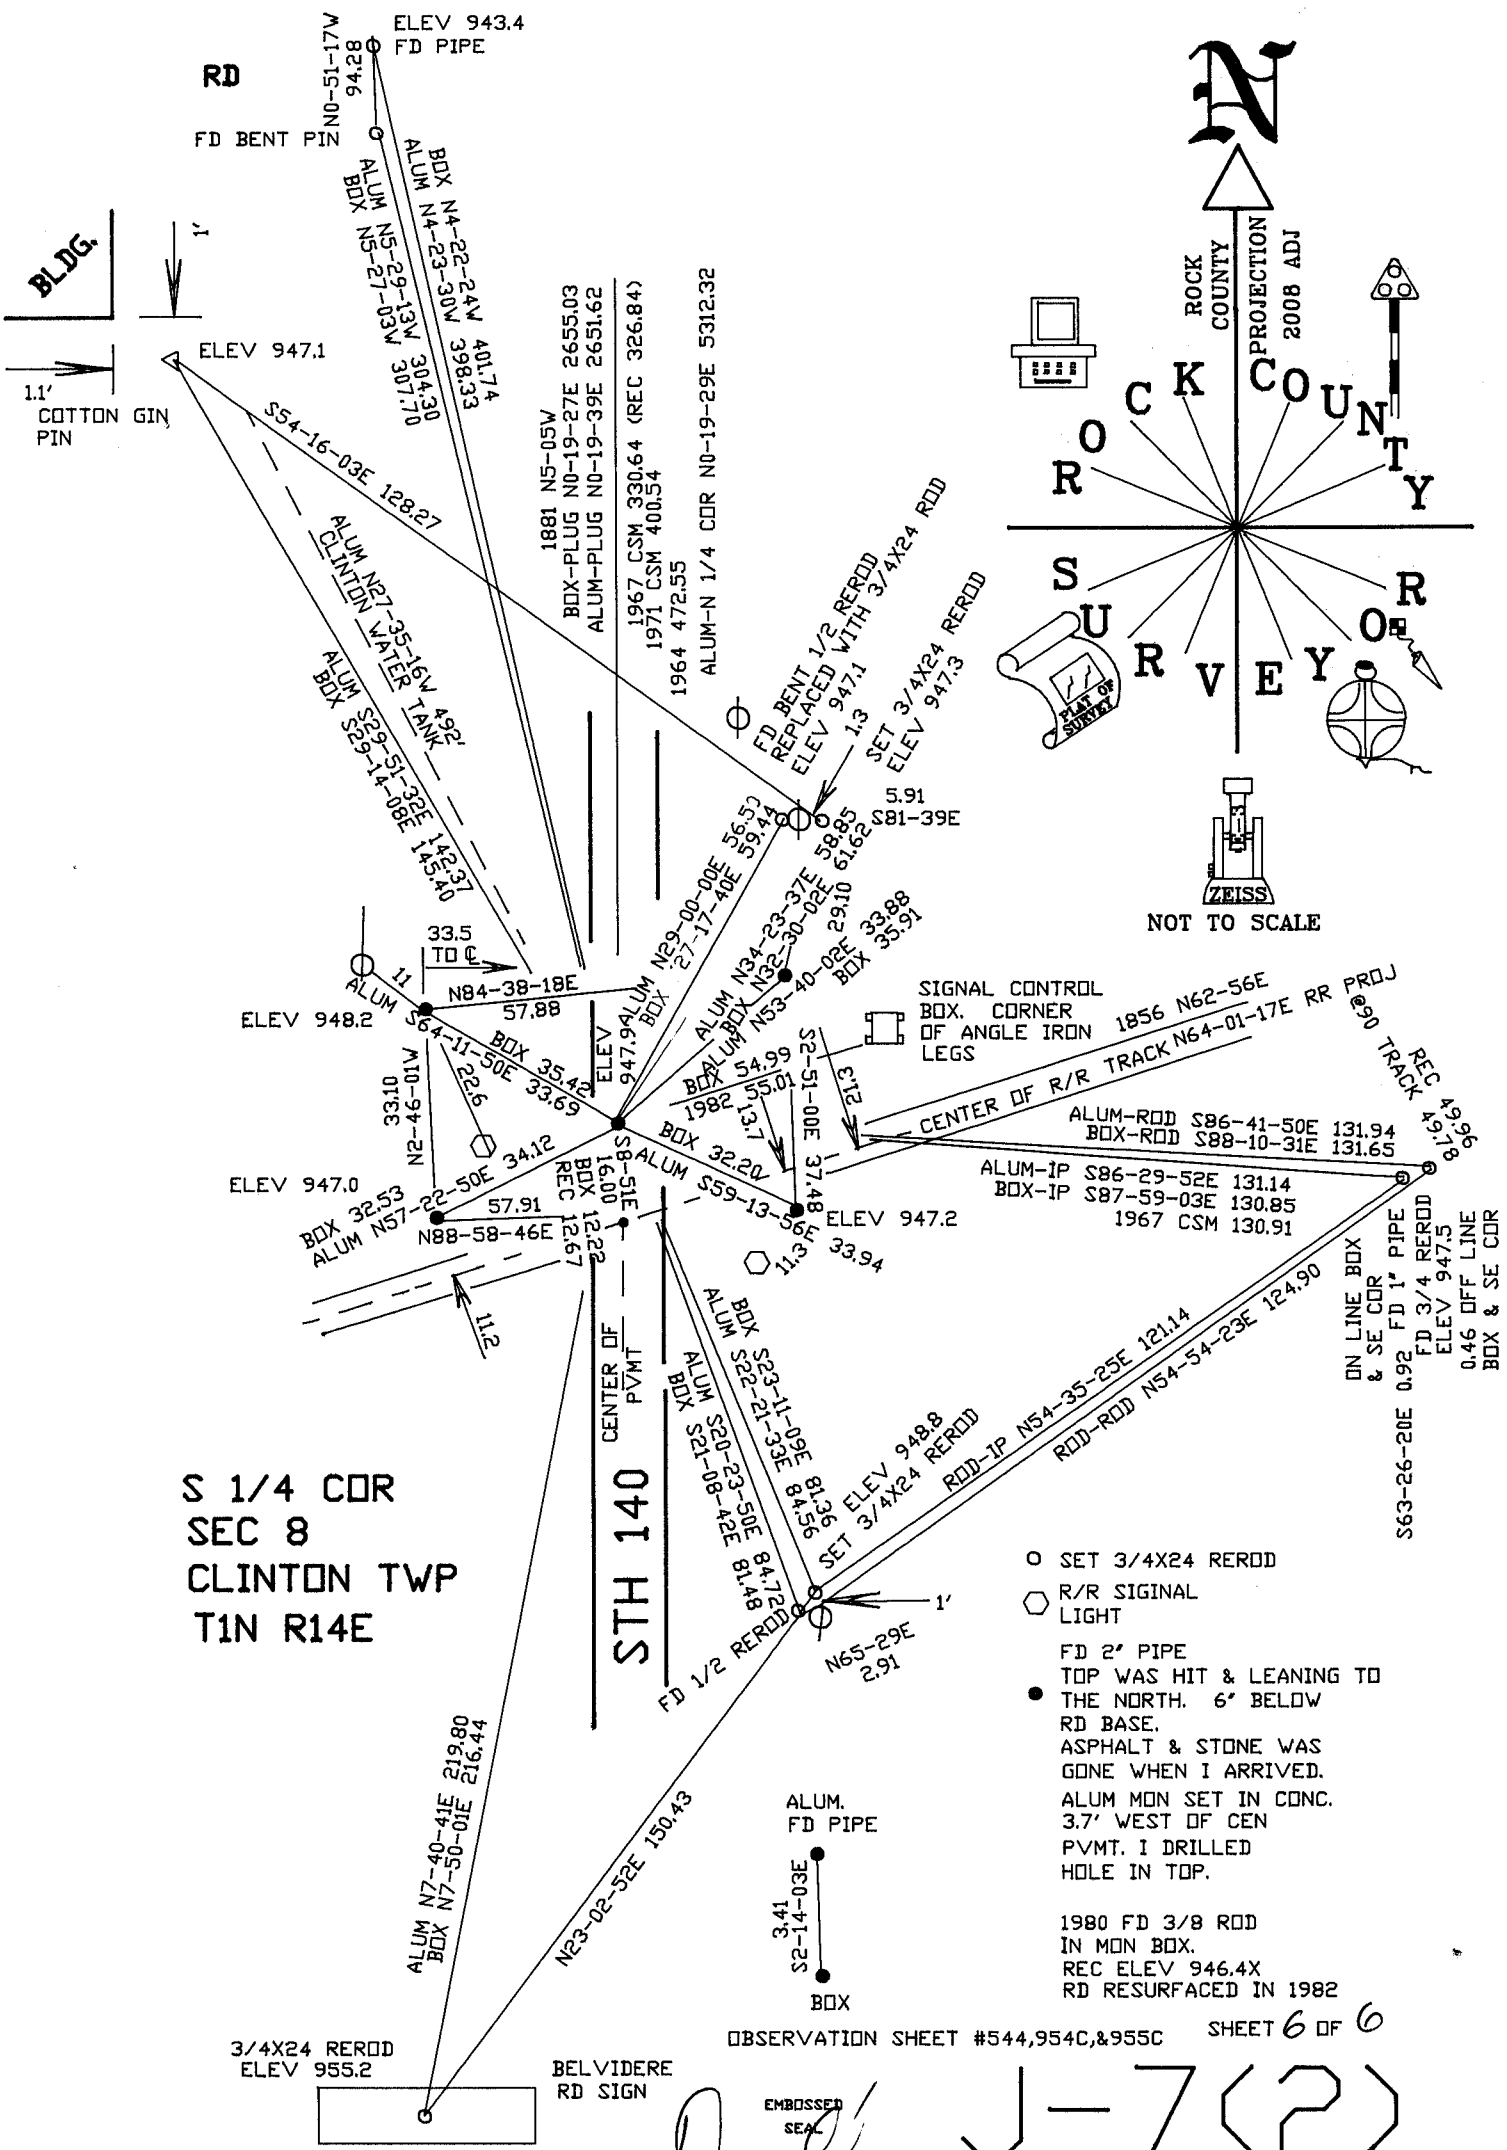 ELEV 943.4
FD PIPE
N0-51-17W
94.28
RD
FD BENT PIN
BOX N4-22-24W 401.74
ALUM N4-23-30W 398.33
ALUM N5-29-13W 304.30
BOX N5-27-03W 307.70
BLDG.
1'
ELEV 947.1
1.1'
COTTON GIN
PIN
S54-16-03E 128.27
ALUM N27-35-16W 492'
CLINTON WATER TANK
ALUM S29-51-32E 142.37
BOX S29-14-08E 145.40
1881 N5-05W
BOX-PLUG N0-19-27E 2655.03
ALUM-PLUG N0-19-39E 2651.62
1967 CSM 330.64 (REC 326.84)
1971 CSM 400.54
1964 472.55
ALUM-N 1/4 COR N0-19-29E 5312.32
N
ROCK
COUNTY
PROJECTION
2008 ADJ
ROCK COUNTY
SURVEYOR
PLAT OF
SURVEY
ZEISS
NOT TO SCALE
FD BENT 1/2 REROD
REPLACED WITH 3/4X24 ROD
ELEV 947.1
1.3
SET 3/4X24 REROD
ELEV 947.3
5.91
S81-39E
ALUM N29-00-00E 56.5
BOX 27-17-40E 59.44
ALUM N34-23-37E 58.85
BOX N32-30-02E 61.62
29.10
ALUM N53-40-02E 33.88
BOX 35.91
33.5
TO CL
11
ALUM S64-11-50E 33.69
BOX 35.42
N84-38-18E
57.88
ELEV 948.2
ELEV
947.9
33.10
N2-46-01W
22.6
ELEV 947.0
BOX 32.53
ALUM N57-22-50E 34.12
57.91
N88-58-46E
11.2
S8-51E
16.00
BOX 12.22
REC 12.67
BOX 54.99
1982 55.01
13.7
S2-51-00E 37.48
21.3
BOX 32.20
ALUM S59-13-56E 33.94
ELEV 947.2
11.3
SIGNAL CONTROL
BOX. CORNER
OF ANGLE IRON
LEGS
1856 N62-56E
N64-01-17E RR PROJ
CENTER OF R/R TRACK
@90 TRACK
REC 49.96
49.78
ALUM-ROD S86-41-50E 131.94
BOX-ROD S88-10-31E 131.65
ALUM-IP S86-29-52E 131.14
BOX-IP S87-59-03E 130.85
1967 CSM 130.91
ON LINE BOX
& SE COR
S63-26-20E 0.92 FD 1" PIPE
FD 3/4 REROD
ELEV 947.5
0.46 OFF LINE
BOX & SE COR
CENTER OF
PVMT
STH 140
BOX S23-11-09E 81.36
ALUM S22-21-33E 84.56
ALUM S20-23-50E 84.72
BOX S21-08-42E 81.48
ELEV 948.8
SET 3/4X24 REROD
ROD-IP N54-35-25E 121.14
ROD-ROD N54-54-23E 124.90
1'
N65-29E
2.91
FD 1/2 REROD
S 1/4 COR
SEC 8
CLINTON TWP
T1N R14E
ALUM N7-40-41E 219.80
BOX N7-50-01E 216.44
N23-02-52E 150.43
3/4X24 REROD
ELEV 955.2
BELVIDERE
RD SIGN
ALUM.
FD PIPE
3.41
S2-14-03E
BOX
SET 3/4X24 REROD
R/R SIGINAL
LIGHT
FD 2" PIPE
TOP WAS HIT & LEANING TO
THE NORTH. 6" BELOW
RD BASE.
ASPHALT & STONE WAS
GONE WHEN I ARRIVED.
ALUM MON SET IN CONC.
3.7' WEST OF CEN
PVMT. I DRILLED
HOLE IN TOP.
1980 FD 3/8 ROD
IN MON BOX.
REC ELEV 946.4X
RD RESURFACED IN 1982
OBSERVATION SHEET #544,954C,&955C
SHEET 6 OF 6
EMBOSSED
SEAL
J-7(2)